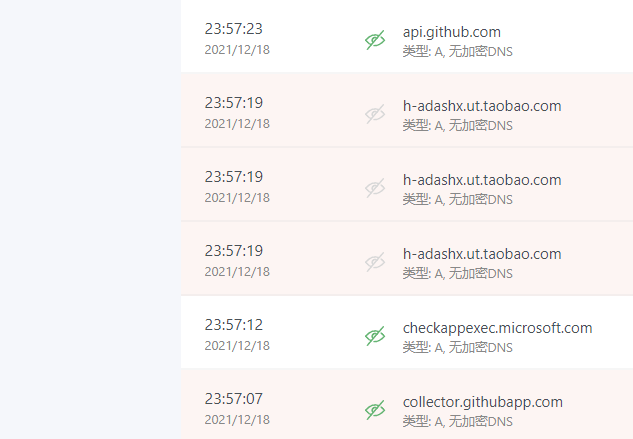 23:57:23
api.github.com
2021/12/18
类型: A, 无加密DNS
23:57:19
h-adashx.ut.taobao.com
2021/12/18
类型: A, 无加密DNS
23:57:19
h-adashx.ut.taobao.com
2021/12/18
类型: A, 无加密DNS
23:57:19
h-adashx.ut.taobao.com
2021/12/18
类型: A, 无加密DNS
23:57:12
checkappexec.microsoft.com
2021/12/18
类型: A, 无加密DNS
23:57:07
collector.githubapp.com
2021/12/18
类型: A, 无加密DNS